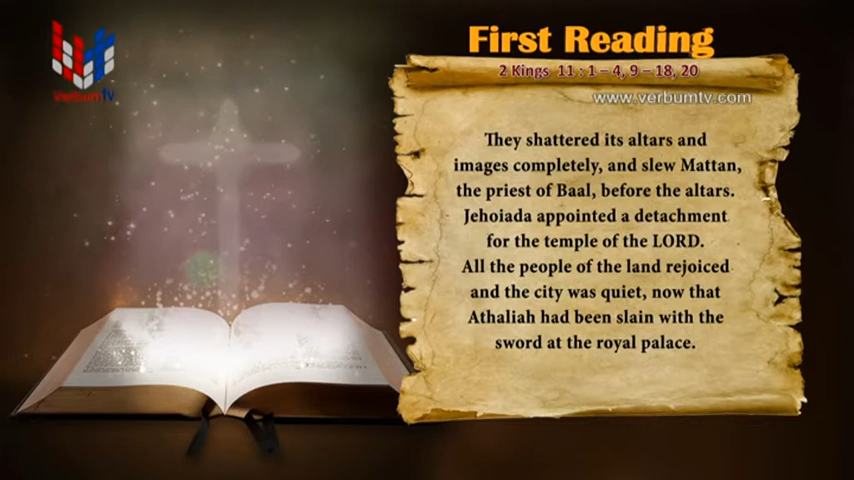 VerbumTV
First Reading
2 Kings 11 : 1 – 4, 9 – 18, 20
www.verbumtv.com
They shattered its altars and
images completely, and slew Mattan,
the priest of Baal, before the altars.
Jehoiada appointed a detachment
for the temple of the LORD.
All the people of the land rejoiced
and the city was quiet, now that
Athaliah had been slain with the
sword at the royal palace.